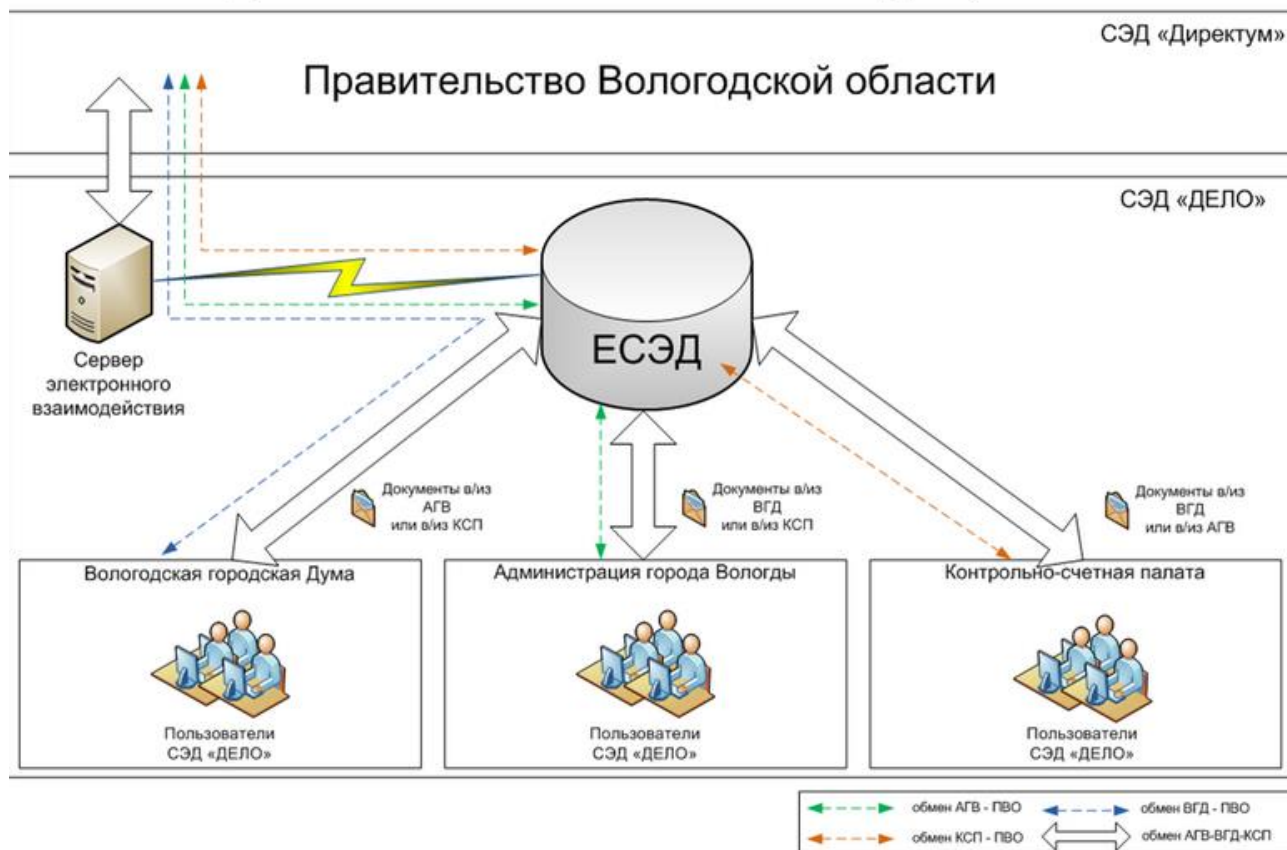 СЭД «Директум»
Правительство Вологодской области
СЭД «ДЕЛО»
ЕСЭД
Сервер
электронного
взаимодействия
Документы в/из
АГВ
или в/из КСП
Документы в/из
ВГД
или в/из КСП
Документы в/из
ВГД
или в/из АГВ
Вологодская городская Дума
Администрация города Вологды
Контрольно-счетная палата
Пользователи
СЭД «ДЕЛО»
Пользователи
СЭД «ДЕЛО»
Пользователи
СЭД «ДЕЛО»
обмен АГВ - ПВО
обмен ВГД - ПВО
обмен КСП - ПВО
обмен АГВ-ВГД-КСП